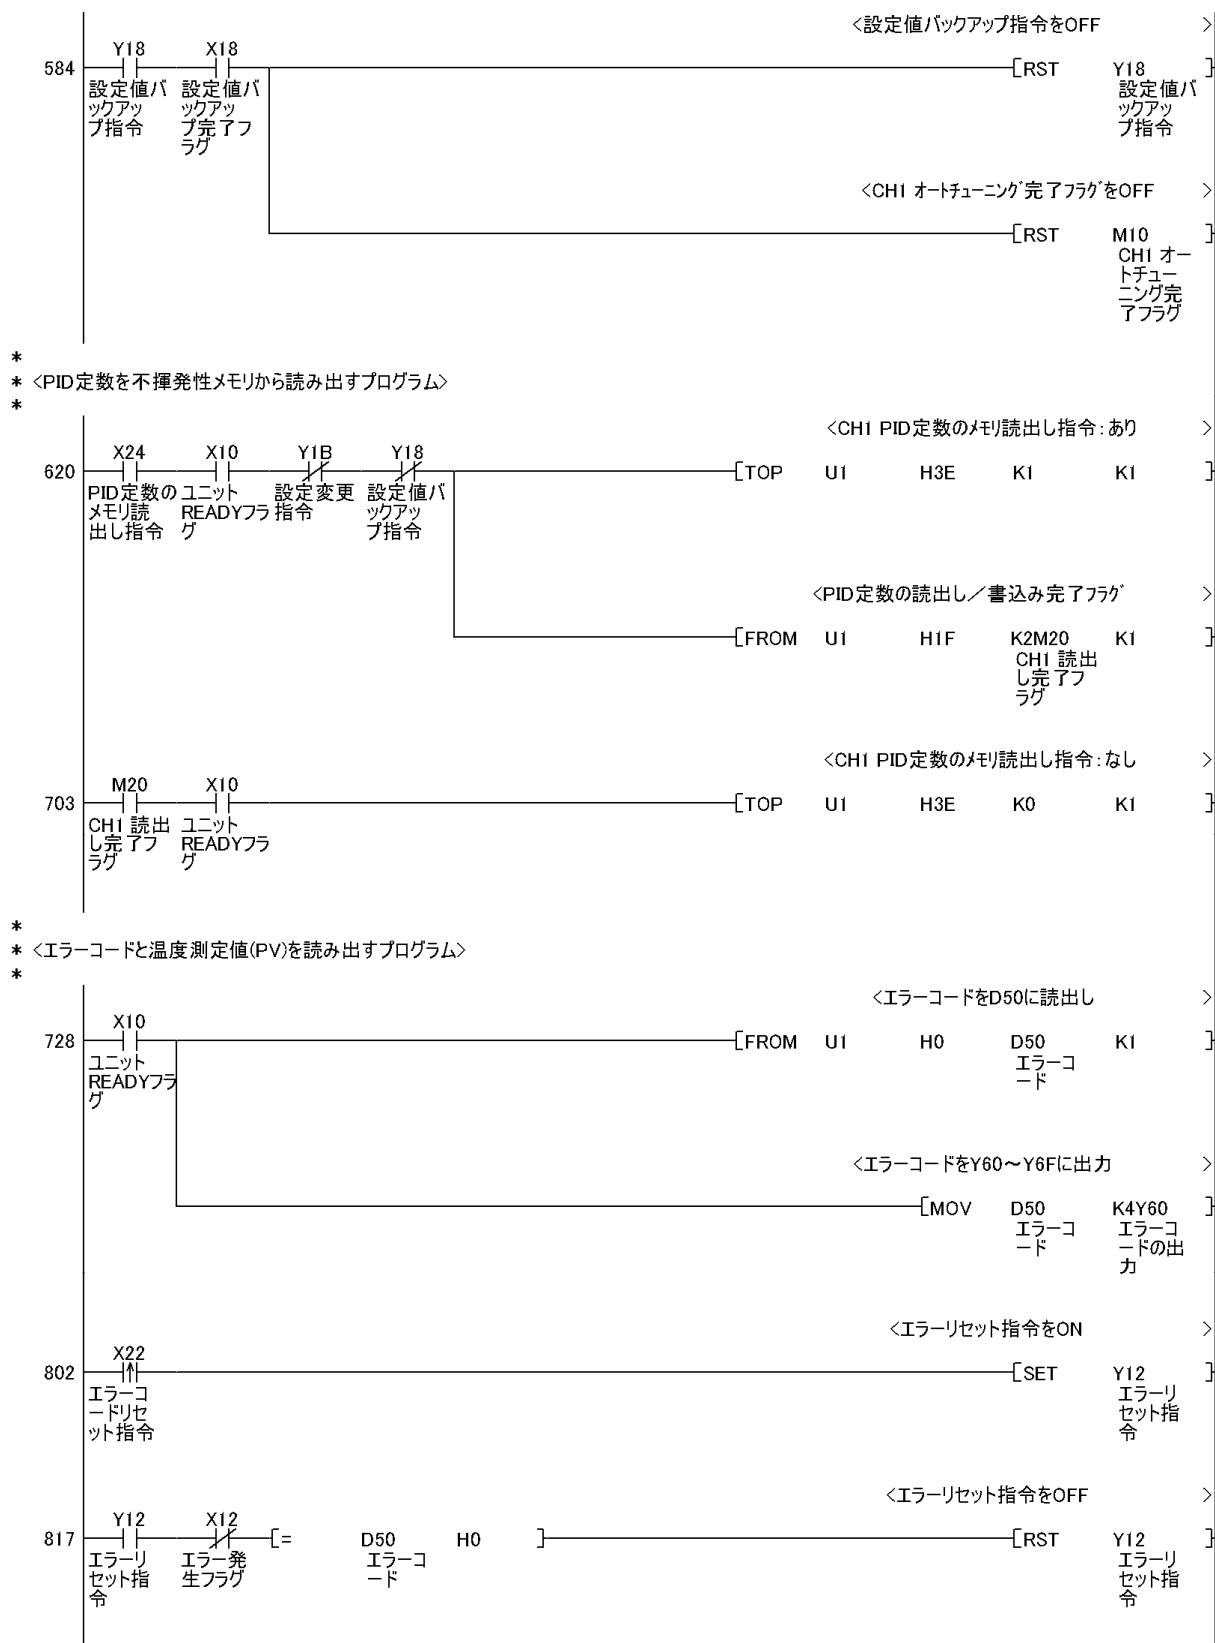 <設定値バックアップ指令をOFF >
Y18 X18
584 [RST Y18 ]
設定値バ 設定値バ 設定値バ
ックアッ ックアッ ックアッ
プ指令 プ完了フ プ指令
ラグ
<CH1 オートチューニング完了フラグをOFF >
[RST M10 ]
CH1 オー
トチュー
ニング完
了フラグ
*
* <PID定数を不揮発性メモリから読み出すプログラム>
*
<CH1 PID定数のメモリ読出し指令:あり >
X24 X10 Y1B Y18
620 [TOP U1 H3E K1 K1 ]
PID定数の ユニット 設定変更 設定値バ
メモリ読 READYフラ 指令 ックアッ
出し指令 グ プ指令
<PID定数の読出し/書込み完了フラグ >
[FROM U1 H1F K2M20 K1 ]
CH1 読出
し完了フ
ラグ
<CH1 PID定数のメモリ読出し指令:なし >
M20 X10
703 [TOP U1 H3E K0 K1 ]
CH1 読出 ユニット
し完了フ READYフラ
ラグ グ
*
* <エラーコードと温度測定値(PV)を読み出すプログラム>
*
<エラーコードをD50に読出し >
X10
728 [FROM U1 H0 D50 K1 ]
ユニット エラーコ
READYフラ ード
グ
<エラーコードをY60~Y6Fに出力 >
[MOV D50 K4Y60 ]
エラーコ エラーコ
ード ードの出
力
<エラーリセット指令をON >
X22
802 [SET Y12 ]
エラーコ エラーリ
ードリセ セット指
ット指令 令
<エラーリセット指令をOFF >
Y12 X12
817 [= D50 H0 ] [RST Y12 ]
エラーリ エラー発 エラーコ エラーリ
セット指 生フラグ ード セット指
令 令